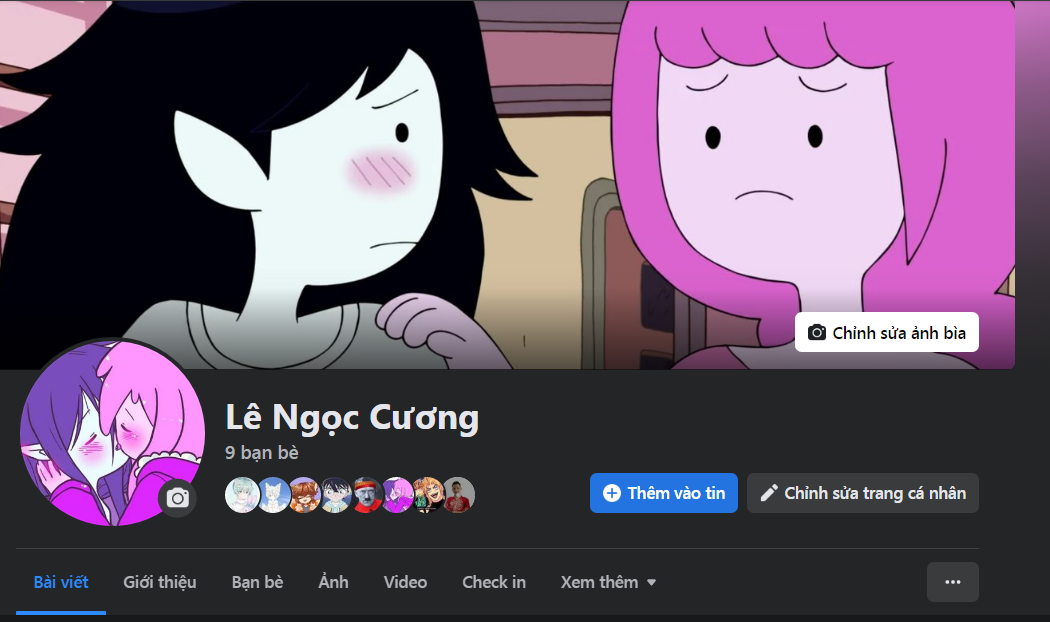 Chỉnh sửa ảnh bìa
Lê Ngọc Cương
9 bạn bè
Thêm vào tin
Chỉnh sửa trang cá nhân
Bài viết
Giới thiệu
Bạn bè
Ảnh
Video
Check in
Xem thêm